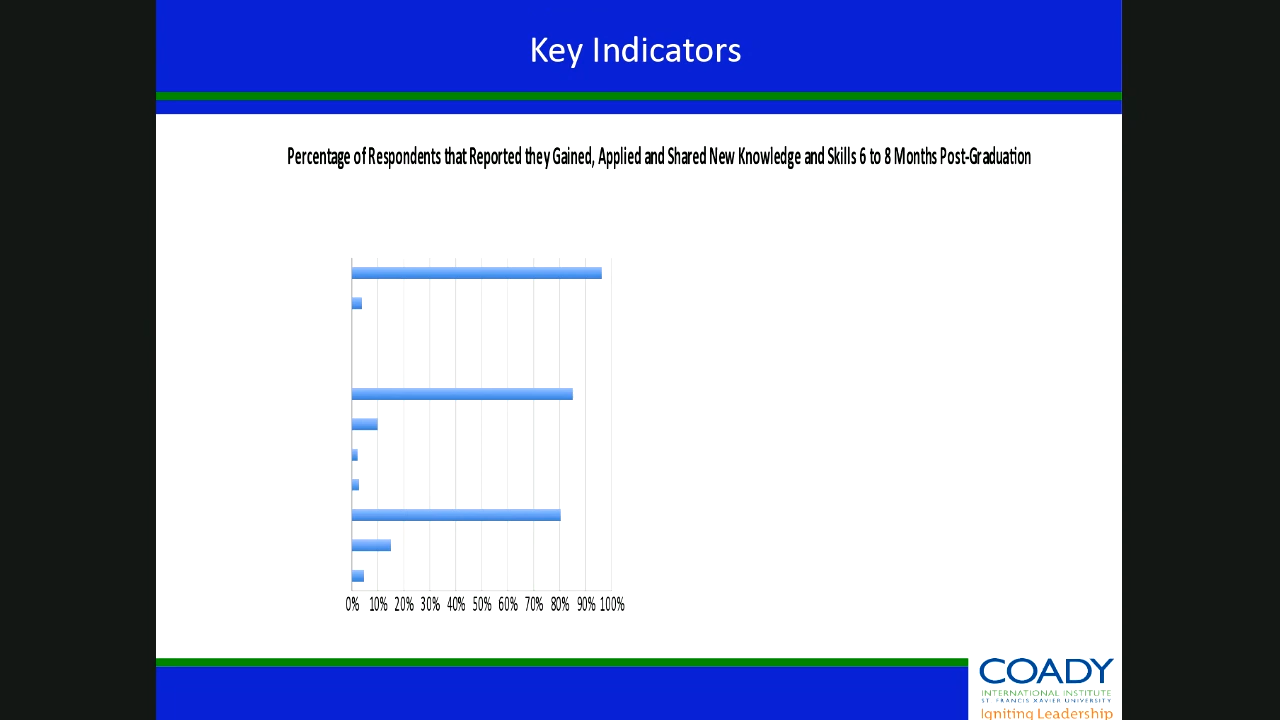 Key Indicators
Percentage of Respondents that Reported they Gained, Applied and Shared New Knowledge and Skills 6 to 8 Months Post-Graduation
0% 10% 20% 30% 40% 50% 60% 70% 80% 90% 100%
COADY
INTERNATIONAL INSTITUTE
ST. FRANCIS XAVIER UNIVERSITY
Igniting Leadership